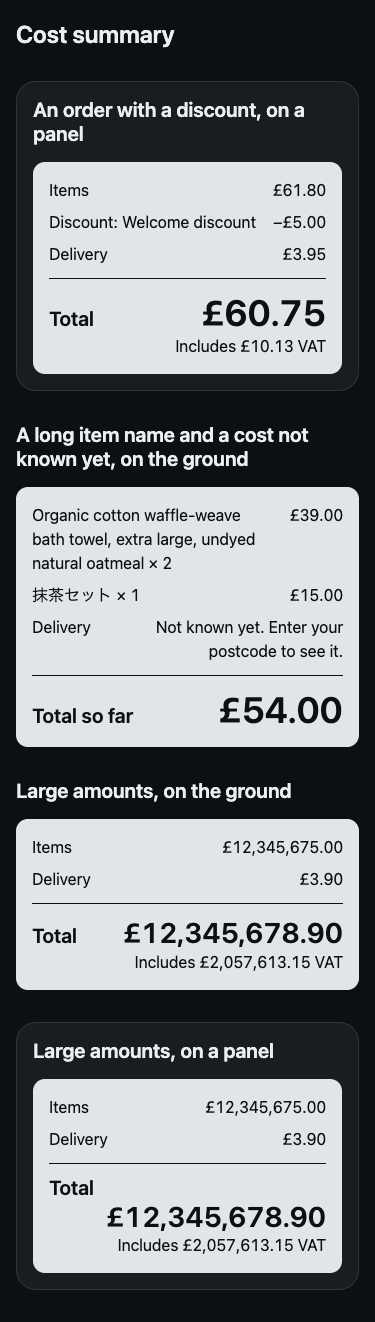 Cost summary
An order with a discount, on a
panel
Items £61.80
Discount: Welcome discount −£5.00
Delivery £3.95
Total £60.75
Includes £10.13 VAT
A long item name and a cost not
known yet, on the ground
Organic cotton waffle-weave £39.00
bath towel, extra large, undyed
natural oatmeal × 2
抹茶セット × 1 £15.00
Delivery Not known yet. Enter your
postcode to see it.
Total so far £54.00
Large amounts, on the ground
Items £12,345,675.00
Delivery £3.90
Total £12,345,678.90
Includes £2,057,613.15 VAT
Large amounts, on a panel
Items £12,345,675.00
Delivery £3.90
Total
£12,345,678.90
Includes £2,057,613.15 VAT